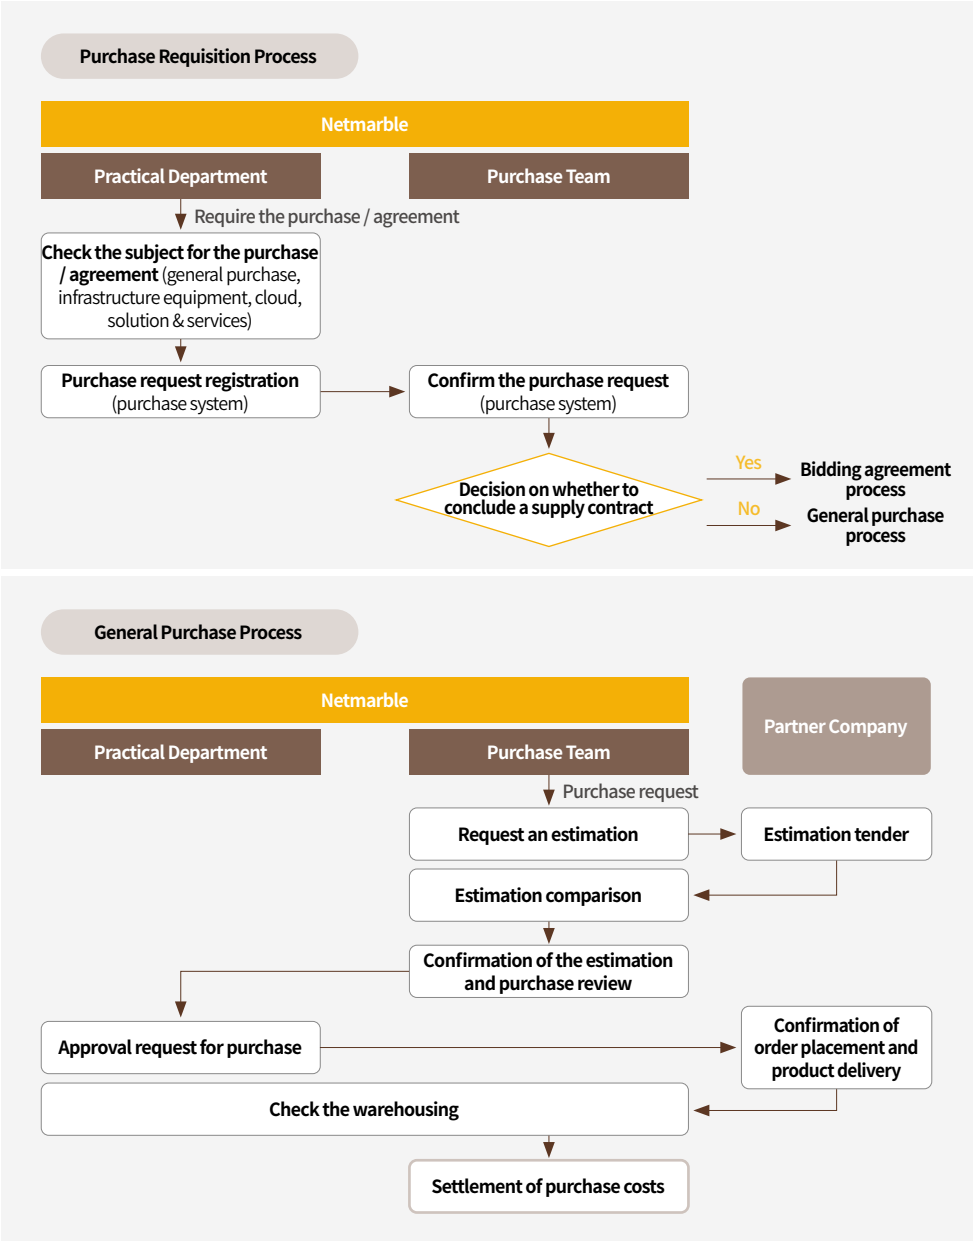 Purchase Requisition Process
Netmarble
Practical Department
Purchase Team
Require the purchase / agreement
Check the subject for the purchase
/ agreement (general purchase,
infrastructure equipment, cloud,
solution & services)
Purchase request registration
(purchase system)
Confirm the purchase request
(purchase system)
Decision on whether to
conclude a supply contract
Yes
Bidding agreement
process
No
General purchase
process
General Purchase Process
Netmarble
Practical Department
Purchase Team
Partner Company
Purchase request
Request an estimation
Estimation tender
Estimation comparison
Confirmation of the estimation
and purchase review
Approval request for purchase
Confirmation of
order placement and
product delivery
Check the warehousing
Settlement of purchase costs